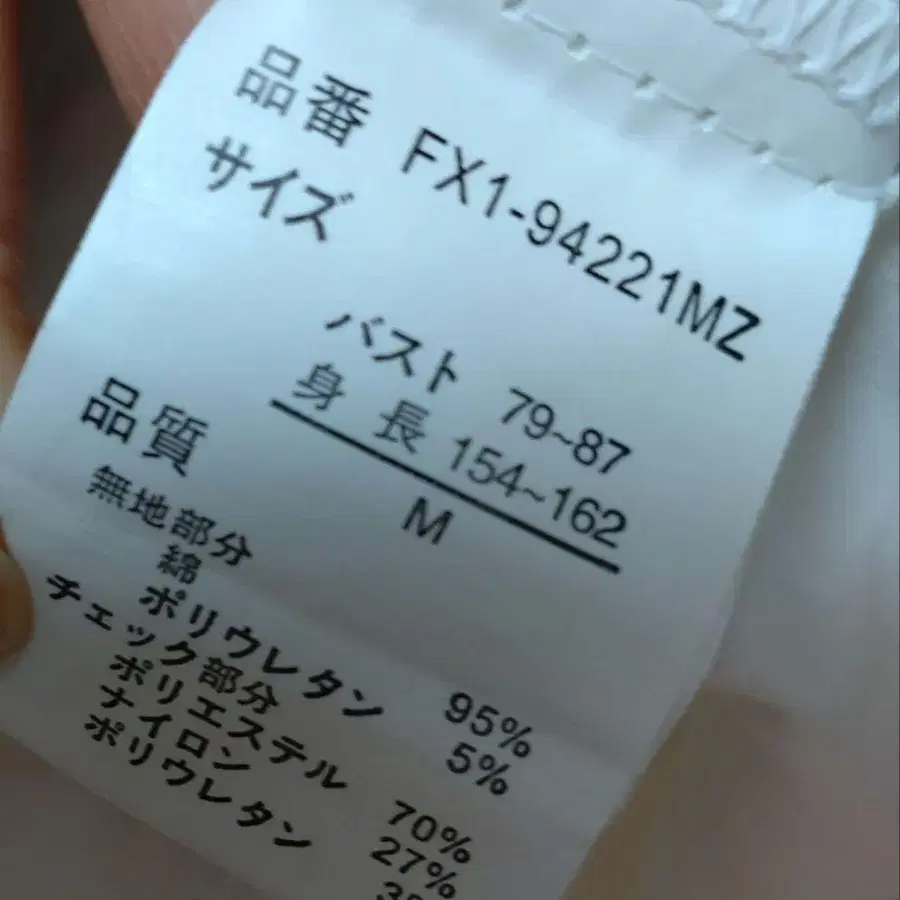 品番 FX1-94221MZ
サイズ
バスト 79~87
身長 154~162
M
品質
無地部分
綿 95%
ポリウレタン 5%
チェック部分
ポリエステル 70%
ナイロン 27%
ポリウレタン